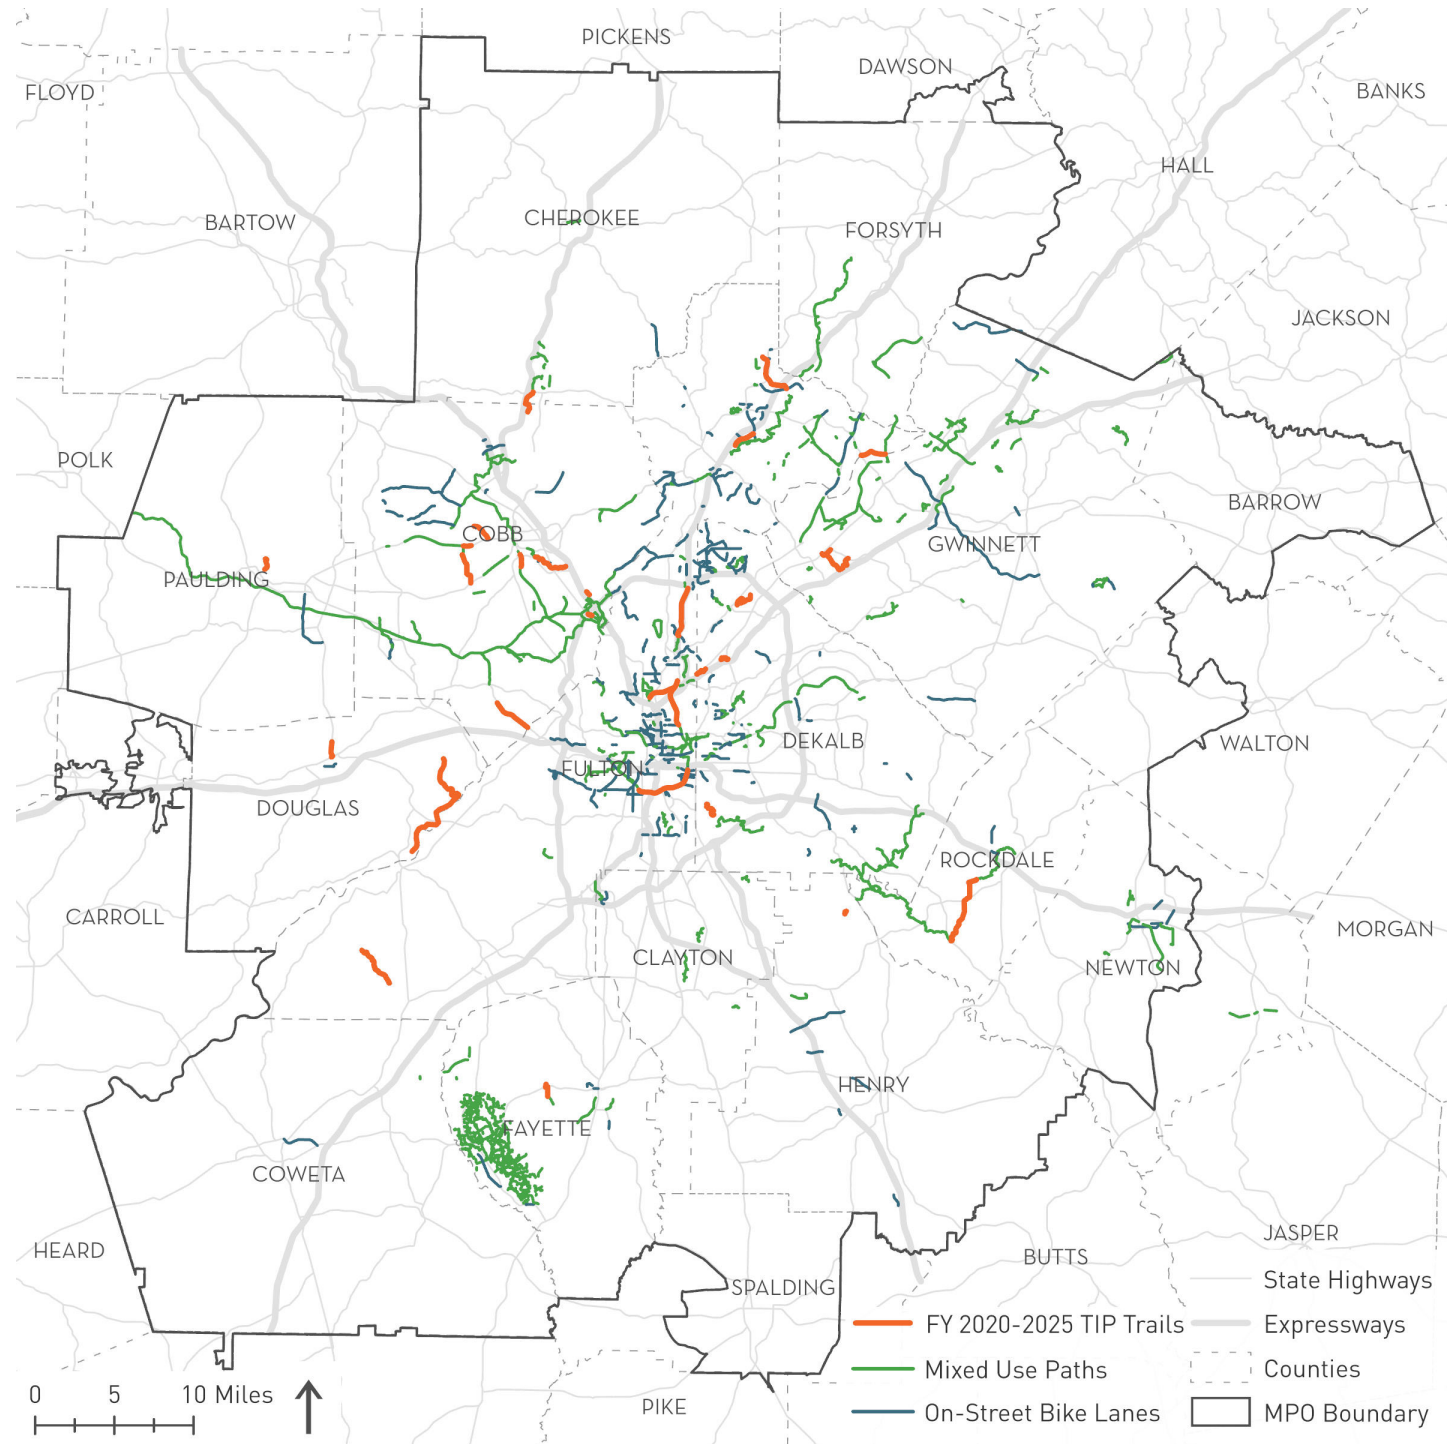 PICKENS
DAWSON
FLOYD
BANKS
HALL
BARTOW
CHEROKEE
FORSYTH
JACKSON
POLK
BARROW
COBB
GWINNETT
PAULDING
DEKALB
WALTON
FULTON
DOUGLAS
ROCKDALE
CARROLL
MORGAN
CLAYTON
NEWTON
HENRY
FAYETTE
COWETA
JASPER
HEARD
BUTTS
SPALDING
State Highways
FY 2020-2025 TIP Trails
Expressways
Mixed Use Paths
Counties
0 5 10 Miles
PIKE
On-Street Bike Lanes
MPO Boundary